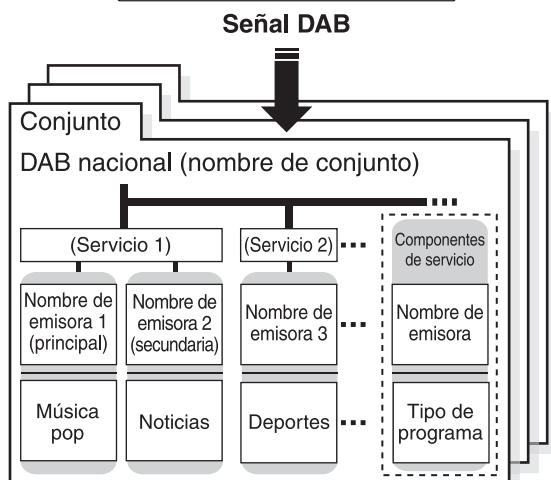 Señal DAB
Conjunto
DAB nacional (nombre de conjunto)
(Servicio 1)
(Servicio 2)
Componentes
de servicio
Nombre de
emisora 1
(principal)
Nombre de
emisora 2
(secundaria)
Nombre de
emisora 3
Nombre de
emisora
Música
pop
Noticias
Deportes
Tipo de
programa